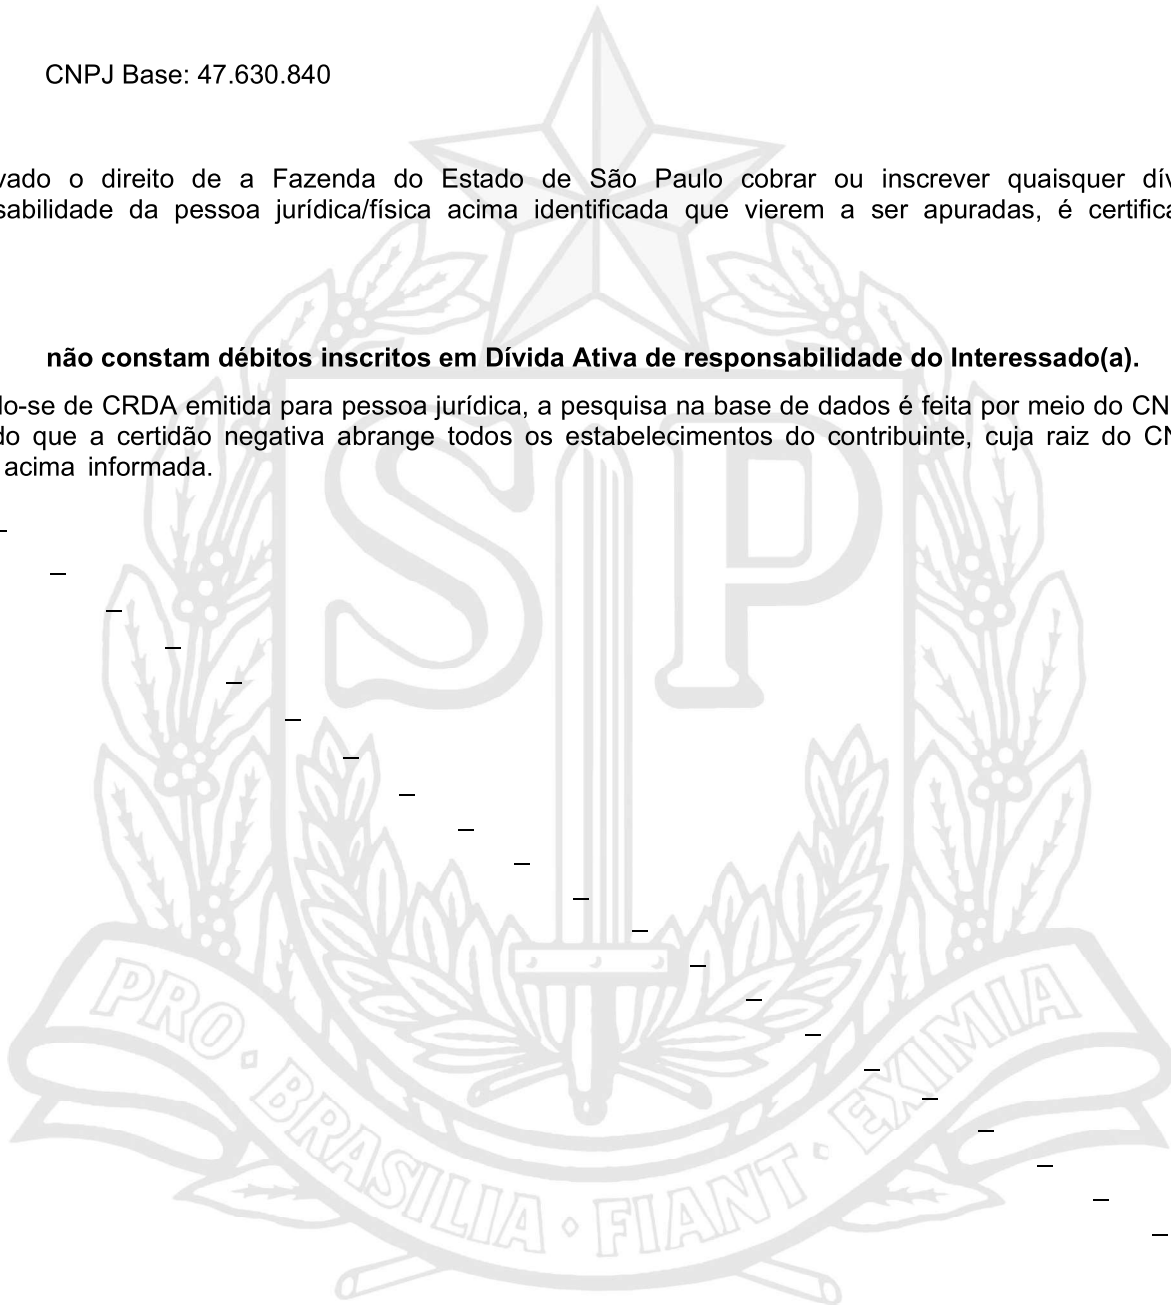 CNPJ Base: 47.630.840
vado o direito de a Fazenda do Estado de São Paulo cobrar ou inscrever quaisquer dív
sabilidade da pessoa jurídica/física acima identificada que vierem a ser apuradas, é certifica
não constam débitos inscritos em Dívida Ativa de responsabilidade do Interessado(a).
do-se de CRDA emitida para pessoa jurídica, a pesquisa na base de dados é feita por meio do CN
do que a certidão negativa abrange todos os estabelecimentos do contribuinte, cuja raiz do CN
acima informada.
SP
PRO • BRASILIA • FIANT • EXIMIA